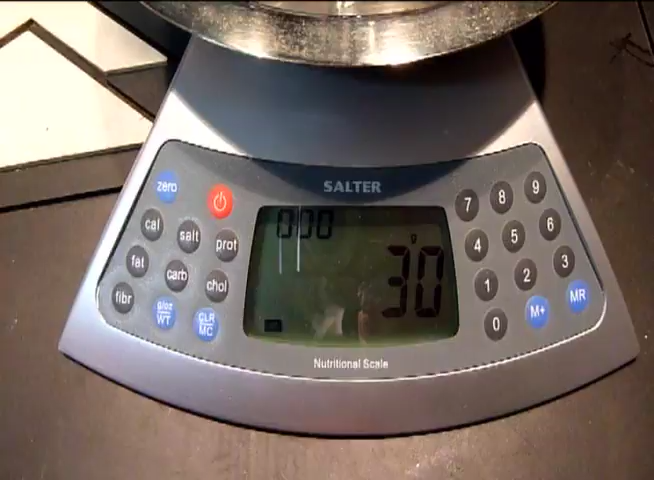 SALTER
000
g
30
zero
cal
salt
prot
fat
carb
chol
fibr
g/oz
WT
CLR
MC
7 8 9
4 5 6
1 2 3
0 M+ MR
Nutritional Scale